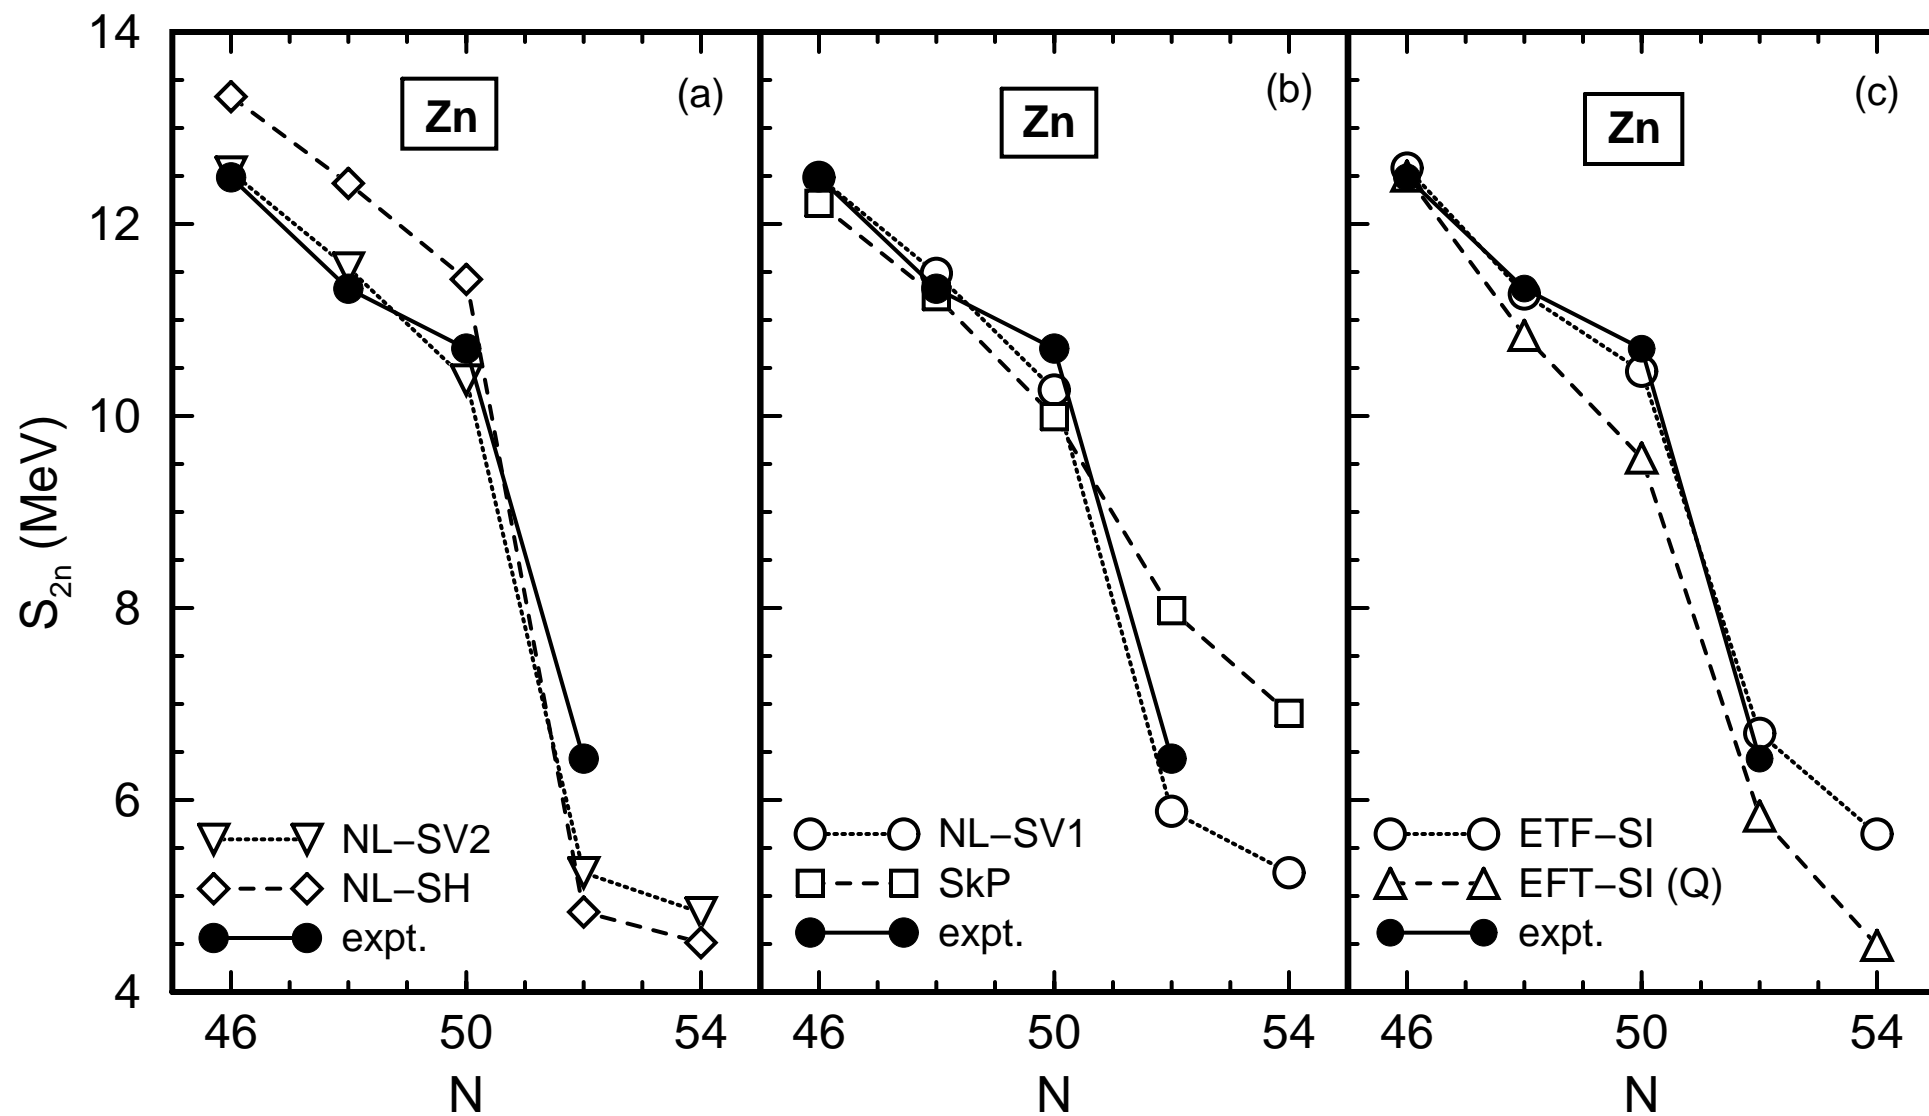 14
12
10
8
6
4
S2n (MeV)
Zn
(a)
NL−SV2
NL−SH
expt.
46 50 54
N
Zn
(b)
NL−SV1
SkP
expt.
46 50 54
N
Zn
(c)
ETF−SI
EFT−SI (Q)
expt.
46 50 54
N